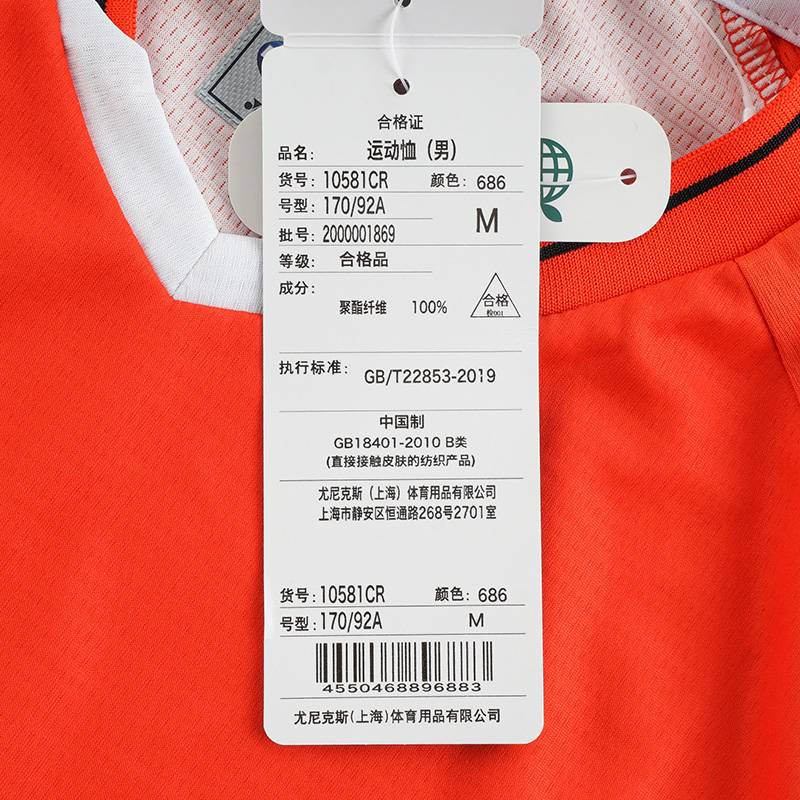 合格证
品名： 运动恤（男）
货号：10581CR 颜色：686
号型：170/92A M
批号：2000001869
等级： 合格品
成分：
聚酯纤维 100%
合格
检001
执行标准： GB/T22853-2019
中国制
GB18401-2010 B类
(直接接触皮肤的纺织产品)
尤尼克斯（上海）体育用品有限公司
上海市静安区恒通路268号2701室
货号：10581CR 颜色：686
号型：170/92A M
4550468896883
尤尼克斯(上海)体育用品有限公司